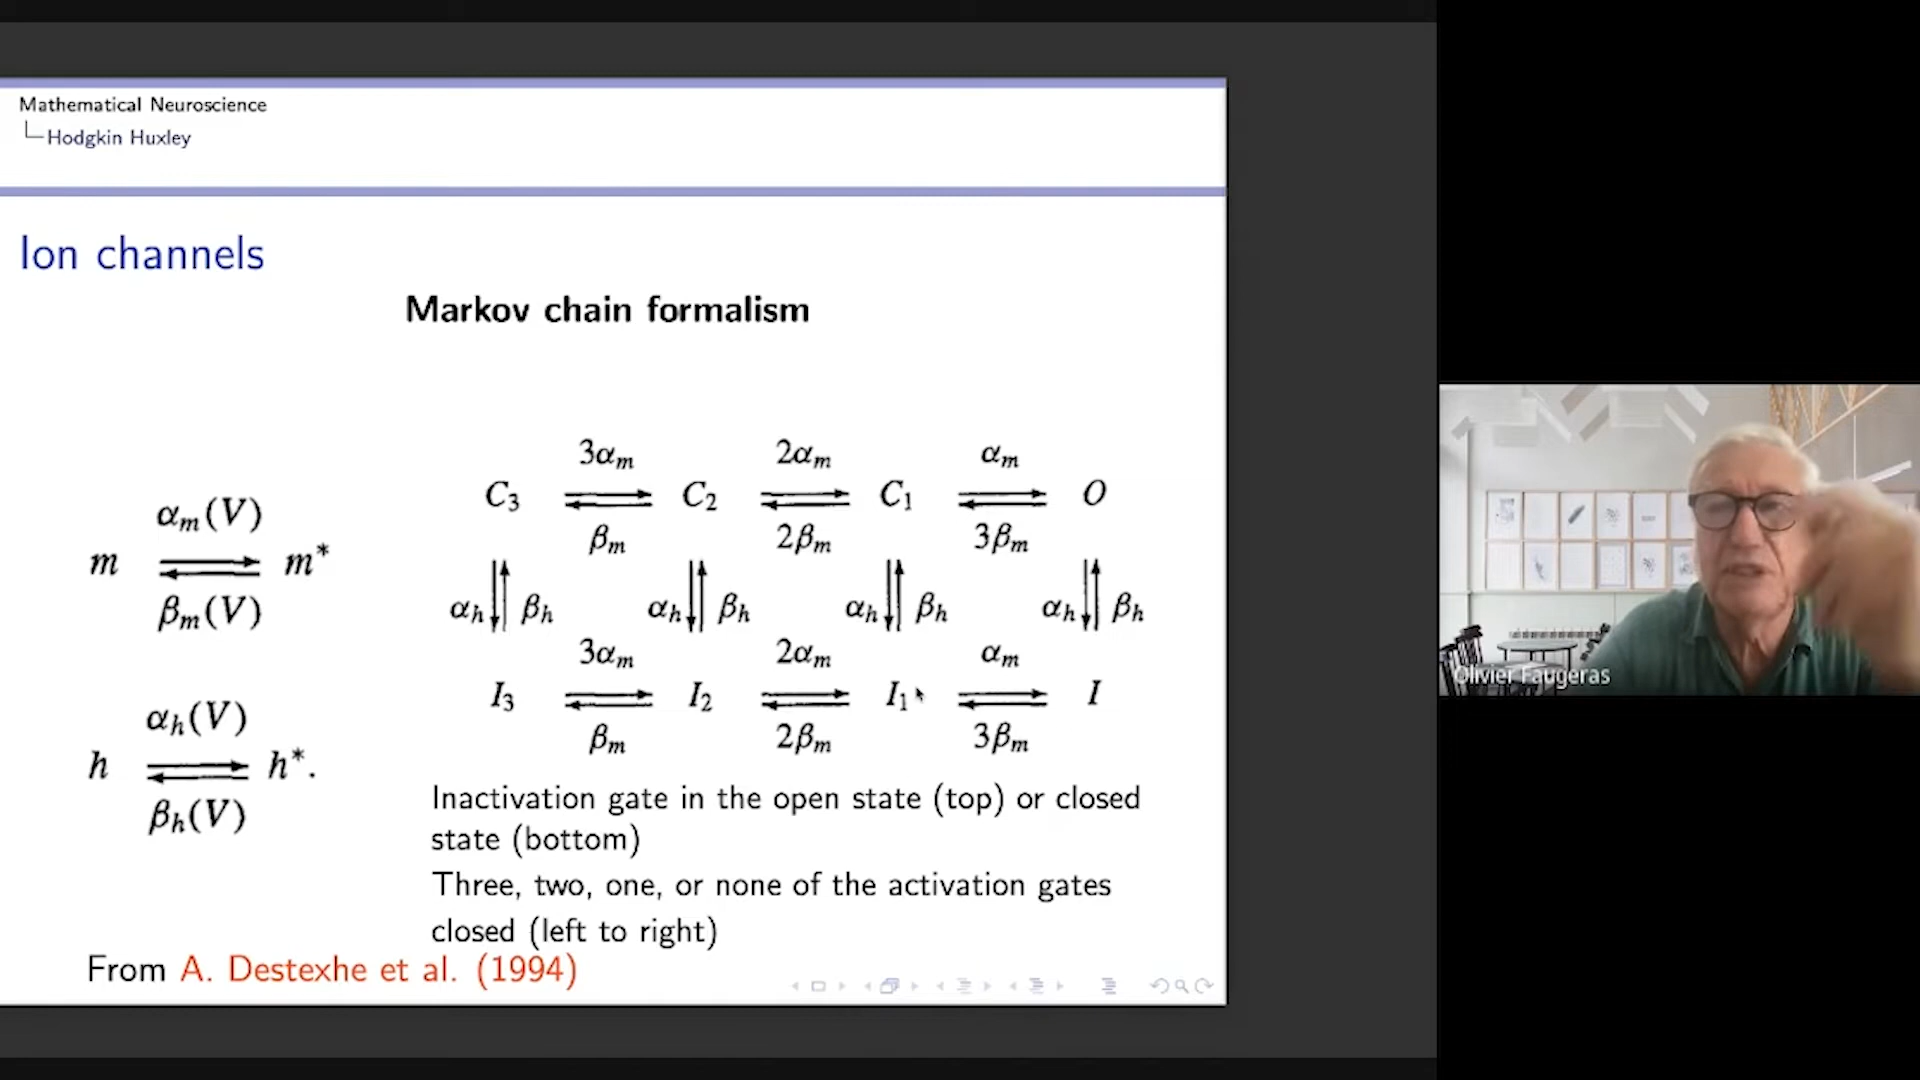 Mathematical Neuroscience
Hodgkin Huxley
Ion channels
Markov chain formalism
αm(V)
m ⇌ m*
βm(V)
αh(V)
h ⇌ h*.
βh(V)
3αm 2αm αm
C3 ⇌ C2 ⇌ C1 ⇌ O
βm 2βm 3βm
αh βh αh βh αh βh αh βh
3αm 2αm αm
I3 ⇌ I2 ⇌ I1 ⇌ I
βm 2βm 3βm
Inactivation gate in the open state (top) or closed
state (bottom)
Three, two, one, or none of the activation gates
closed (left to right)
From A. Destexhe et al. (1994)
Olivier Faugeras